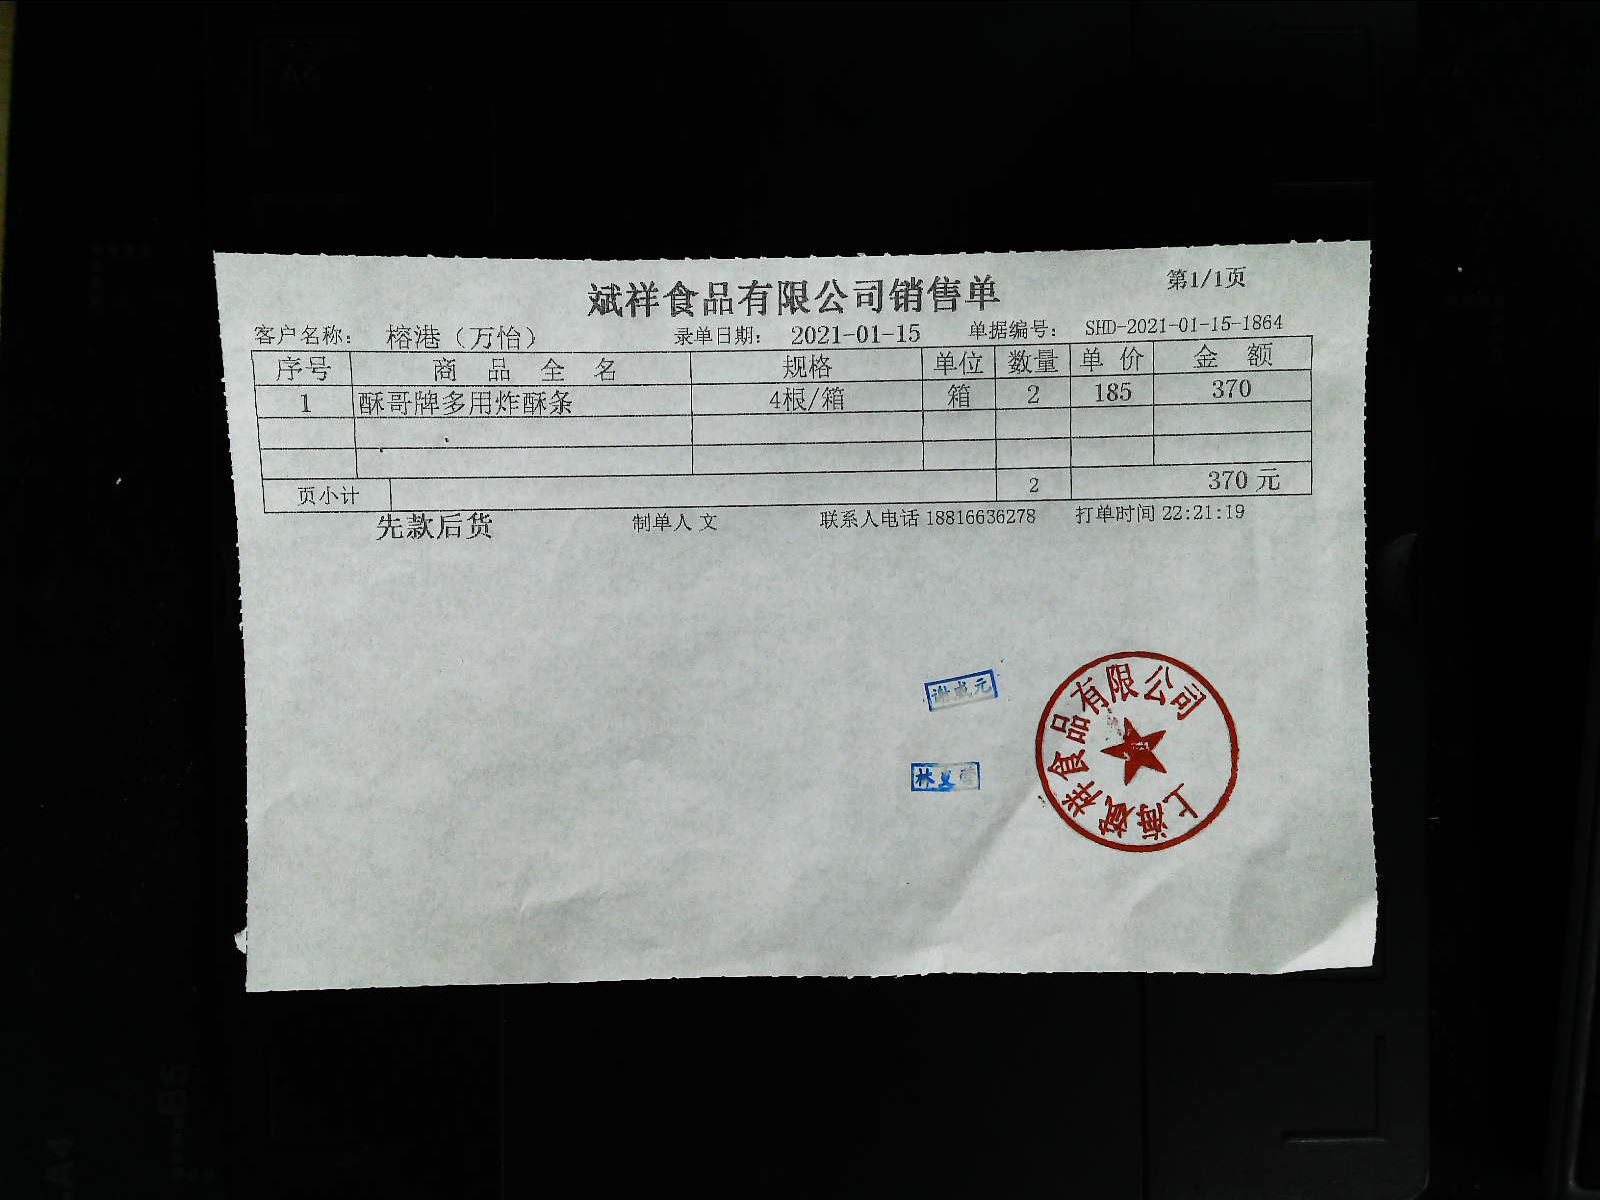 斌祥食品有限公司销售单
第1/1页
客户名称： 榕港（万怡） 录单日期： 2021-01-15 单据编号： SHD-2021-01-15-1864
序号 商品全名 规格 单位 数量 单价 金额
1 酥哥牌多用炸酥条 4根/箱 箱 2 185 370
页小计 2 370 元
先款后货 制单人 文 联系人电话 18816636278 打单时间 22:21:19
上海斌祥食品有限公司